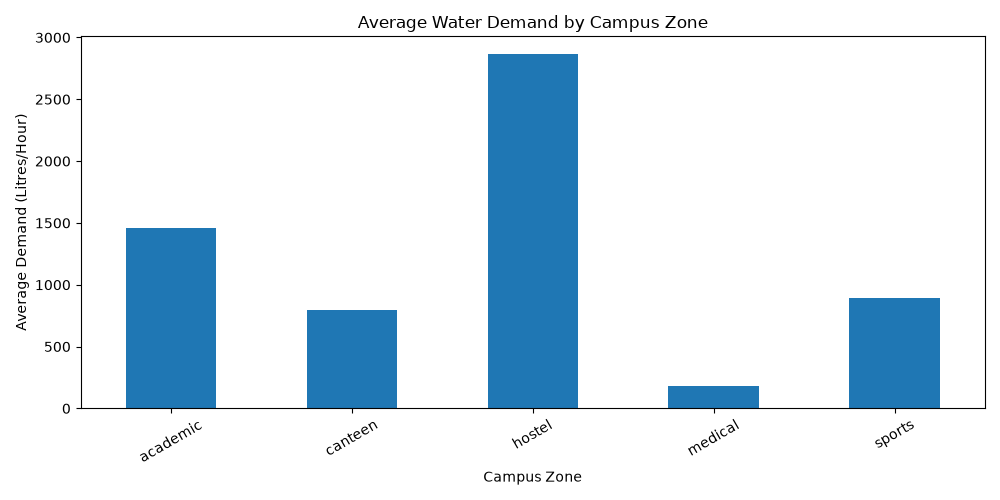 Average Water Demand by Campus Zone
Average Demand (Litres/Hour)
3000
2500
2000
1500
1000
500
0
academic
canteen
hostel
medical
sports
Campus Zone